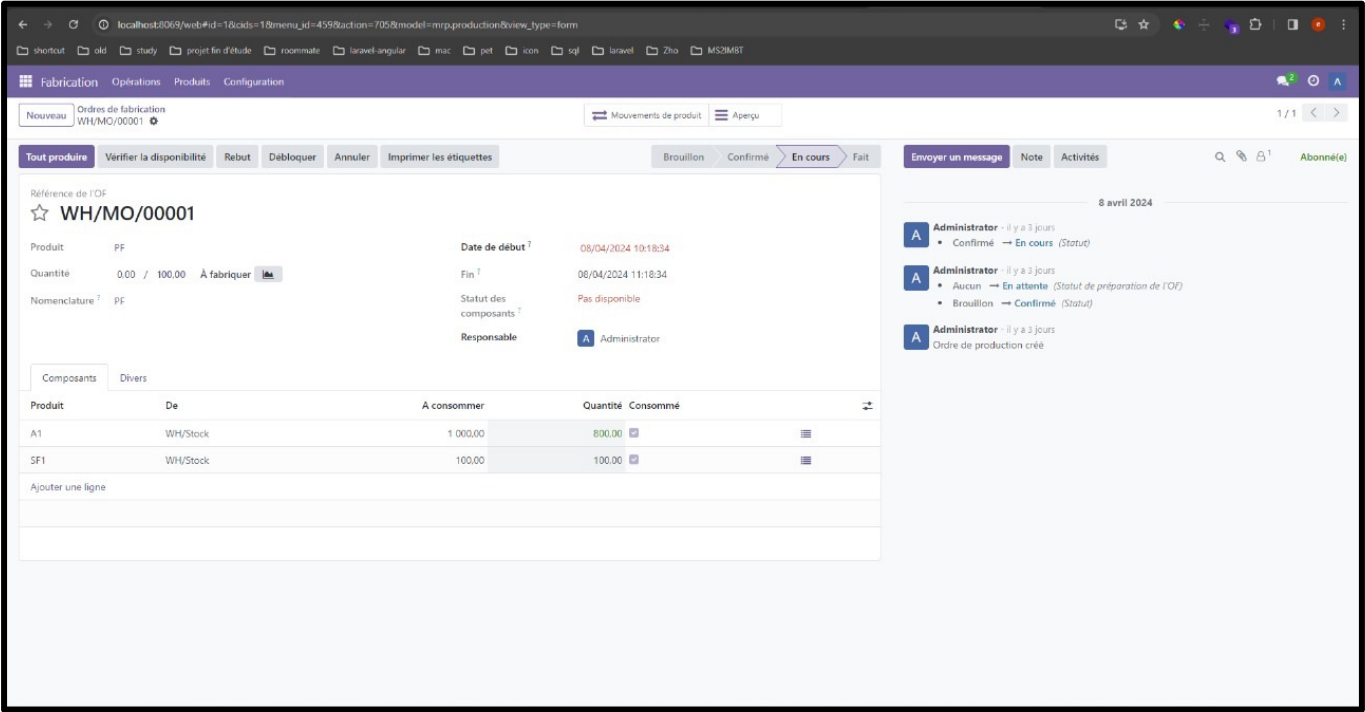 localhost:8069/web#id=1&cids=1&menu_id=459&action=705&model=mrp.production&view_type=form
shortcut old study projet fin d'étude roommate laravel-angular mac pet icon sql laravel Zho MS2IMBT
Fabrication Opérations Produits Configuration 2 A
Nouveau Ordres de fabrication Mouvements de produit Aperçu 1 / 1
WH/MO/00001
Tout produire Vérifier la disponibilité Rebut Débloquer Annuler Imprimer les étiquettes Brouillon Confirmé En cours Fait Envoyer un message Note Activités 1 Abonné(e)
Référence de l'OF
WH/MO/00001
Produit PF
Quantité 0.00 / 100,00 À fabriquer
Nomenclature ? PF
Date de début ? 08/04/2024 10:18:34
Fin ? 08/04/2024 11:18:34
Statut des composants ? Pas disponible
Responsable A Administrator
Composants Divers
Produit De A consommer Quantité Consommé
A1 WH/Stock 1 000,00 800.00
SF1 WH/Stock 100,00 100.00
Ajouter une ligne
8 avril 2024
A Administrator - il y a 3 jours
• Confirmé → En cours (Statut)
A Administrator - il y a 3 jours
• Aucun → En attente (Statut de préparation de l'OF)
• Brouillon → Confirmé (Statut)
A Administrator - il y a 3 jours
Ordre de production créé